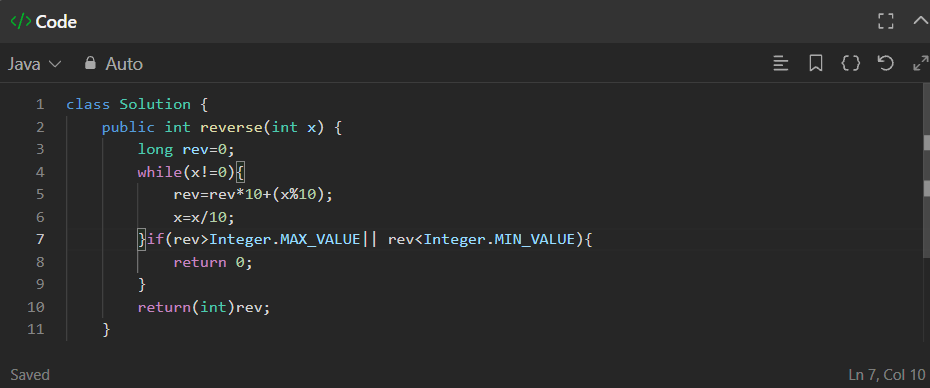 </> Code
Java Auto
1 class Solution {
2     public int reverse(int x) {
3         long rev=0;
4         while(x!=0){
5             rev=rev*10+(x%10);
6             x=x/10;
7         }if(rev>Integer.MAX_VALUE|| rev<Integer.MIN_VALUE){
8             return 0;
9         }
10         return(int)rev;
11     }
Saved Ln 7, Col 10